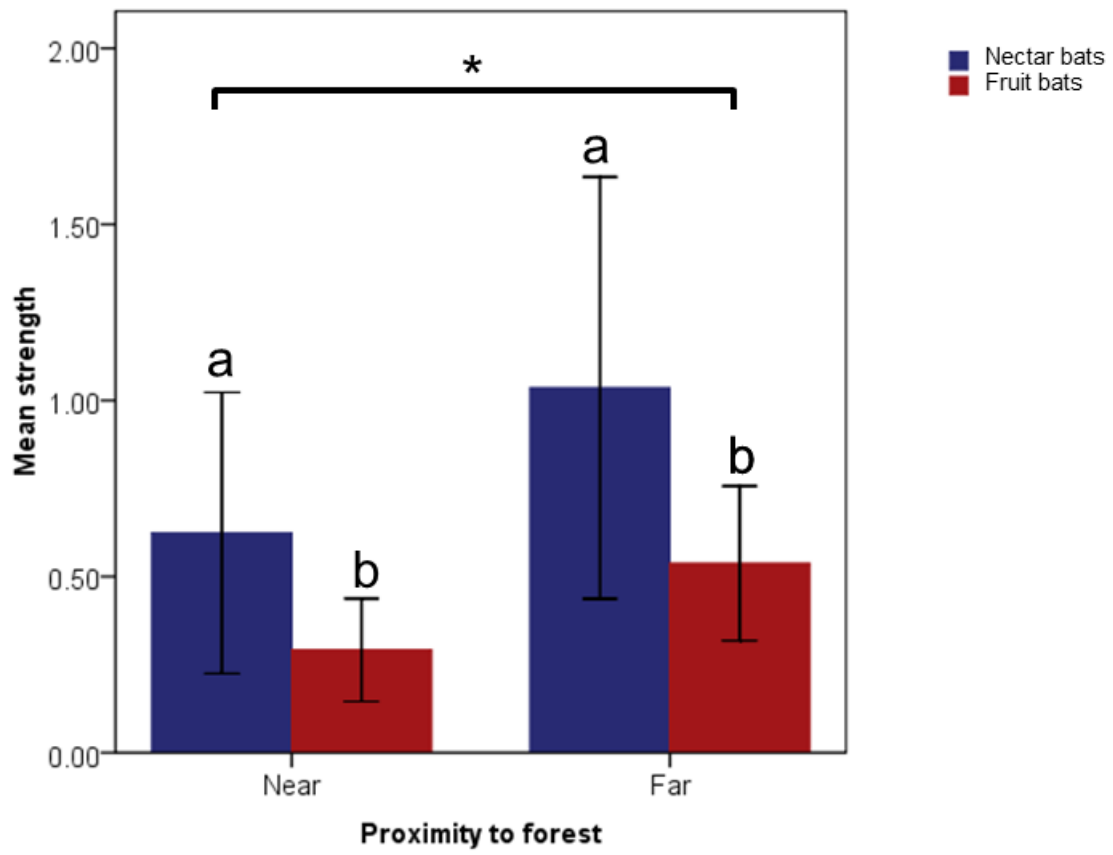 2.00
1.50
1.00
0.50
0.00
Mean strength
*
a
b
a
b
Near
Far
Proximity to forest
Nectar bats
Fruit bats